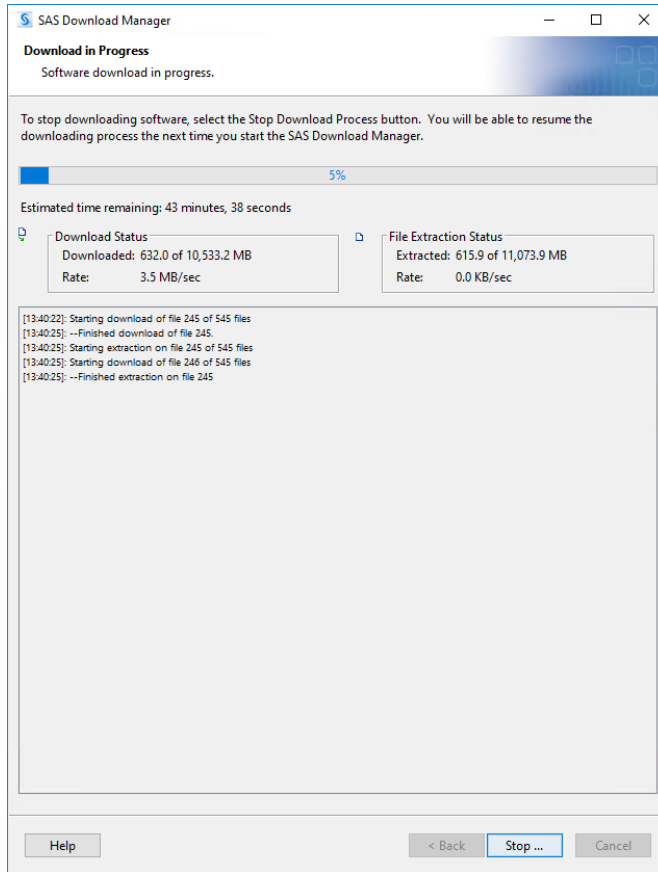 SAS Download Manager
Download in Progress
Software download in progress.
To stop downloading software, select the Stop Download Process button.  You will be able to resume the
downloading process the next time you start the SAS Download Manager.
5%
Estimated time remaining: 43 minutes, 38 seconds
Download Status
Downloaded: 632.0 of 10,533.2 MB
Rate: 3.5 MB/sec
File Extraction Status
Extracted: 615.9 of 11,073.9 MB
Rate: 0.0 KB/sec
[13:40:22]: Starting download of file 245 of 545 files
[13:40:25]: --Finished download of file 245.
[13:40:25]: Starting extraction on file 245 of 545 files
[13:40:25]: Starting download of file 246 of 545 files
[13:40:25]: --Finished extraction on file 245
Help
< Back
Stop ...
Cancel